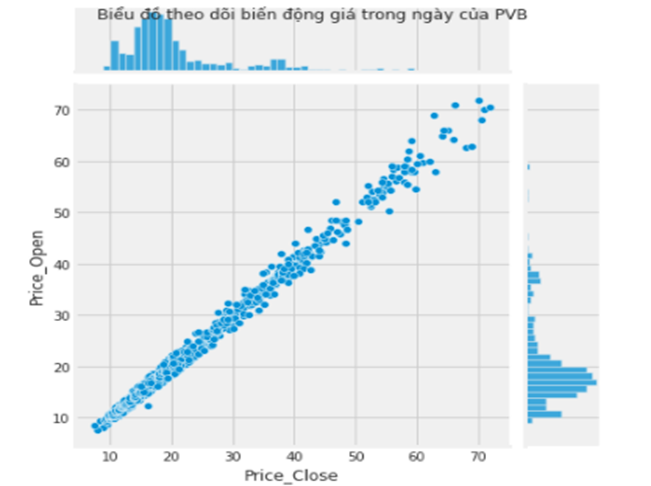 Biểu đồ theo dõi biến động giá trong ngày của PVB
70
60
50
40
30
20
10
Price_Open
10 20 30 40 50 60 70
Price_Close